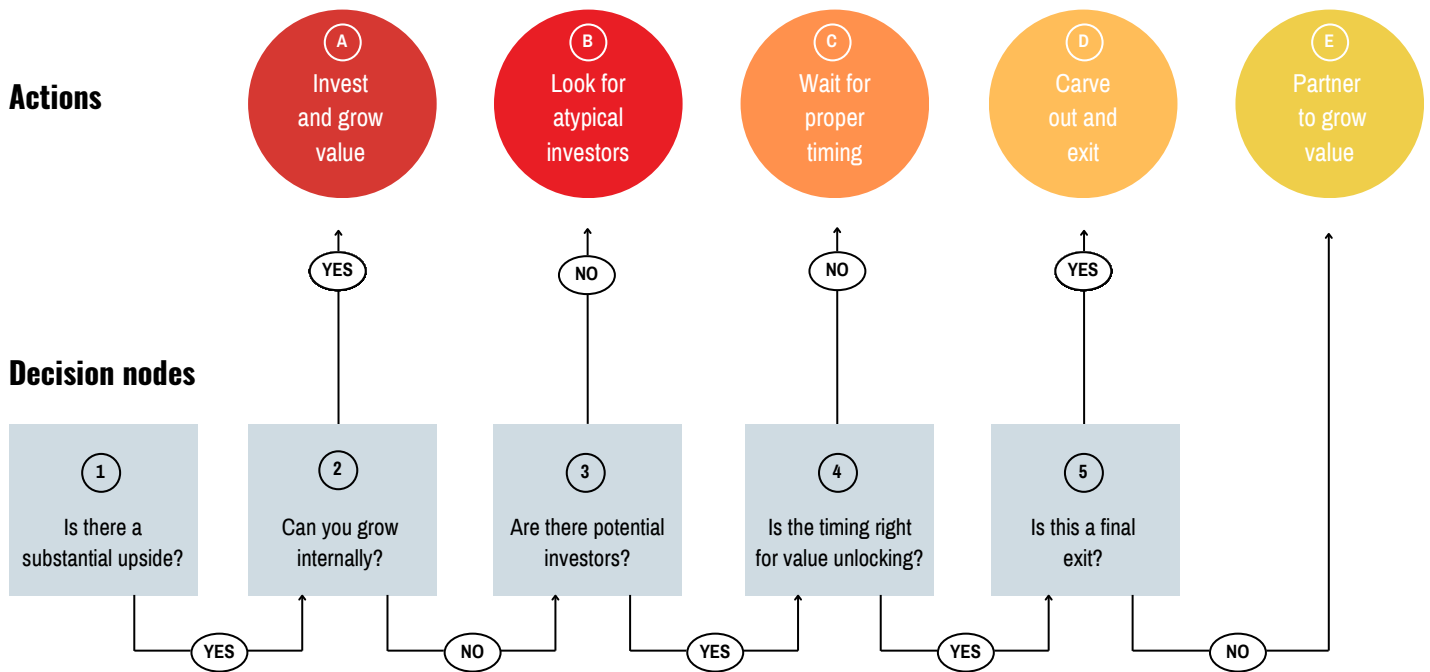 Actions
A
Invest
and grow
value
B
Look for
atypical
investors
C
Wait for
proper
timing
D
Carve
out and
exit
E
Partner
to grow
value
YES
NO
NO
YES
Decision nodes
1
Is there a
substantial upside?
2
Can you grow
internally?
3
Are there potential
investors?
4
Is the timing right
for value unlocking?
5
Is this a final
exit?
YES
NO
YES
YES
NO